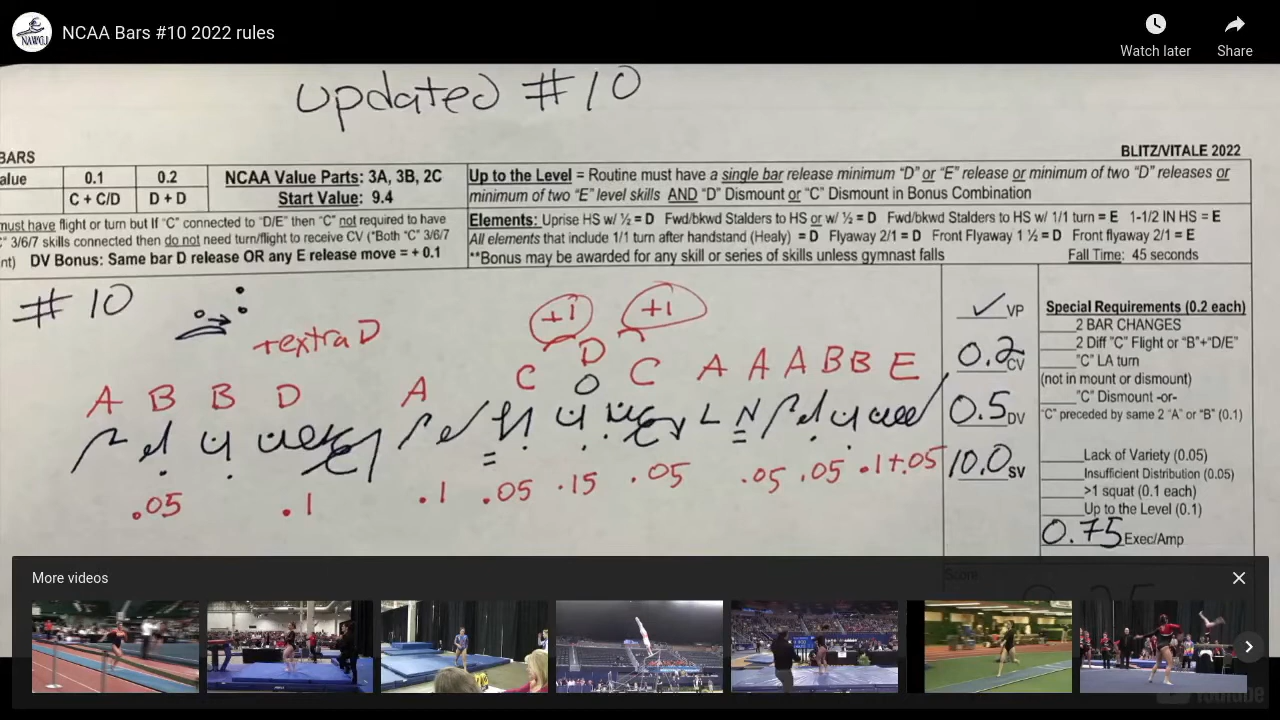 NCAA Bars #10 2022 rules
Watch later
Share
NAWGJ
Updated #10
BARS
BLITZ/VITALE 2022
alue
0.1
0.2
C + C/D
D + D
NCAA Value Parts: 3A, 3B, 2C
Start Value: 9.4
Up to the Level = Routine must have a single bar release minimum "D" or "E" release or minimum of two "D" releases or
minimum of two "E" level skills AND "D" Dismount or "C" Dismount in Bonus Combination
must have flight or turn but If "C" connected to "D/E" then "C" not required to have
C" 3/6/7 skills connected then do not need turn/flight to receive CV (*Both "C" 3/6/7
nt) DV Bonus: Same bar D release OR any E release move = + 0.1
Elements: Uprise HS w/ ½ = D Fwd/bkwd Stalders to HS or w/ ½ = D Fwd/bkwd Stalders to HS w/ 1/1 turn = E 1-1/2 IN HS = E
All elements that include 1/1 turn after handstand (Healy) = D Flyaway 2/1 = D Front Flyaway 1 ½ = D Front flyaway 2/1 = E
**Bonus may be awarded for any skill or series of skills unless gymnast falls
Fall Time: 45 seconds
#10
+extra D
+.1
+.1
A B B D A C D C A A A B B E
.05 .1 .1 .05 .15 .05 .05 .05 .1+.05
VP
0.2 CV
0.5 DV
10.0 SV
Special Requirements (0.2 each)
2 BAR CHANGES
2 Diff "C" Flight or "B"+"D/E"
"C" LA turn
(not in mount or dismount)
"C" Dismount -or-
"C" preceded by same 2 "A" or "B" (0.1)
Lack of Variety (0.05)
Insufficient Distribution (0.05)
>1 squat (0.1 each)
Up to the Level (0.1)
0.75 Exec/Amp
Score
More videos
YouTube